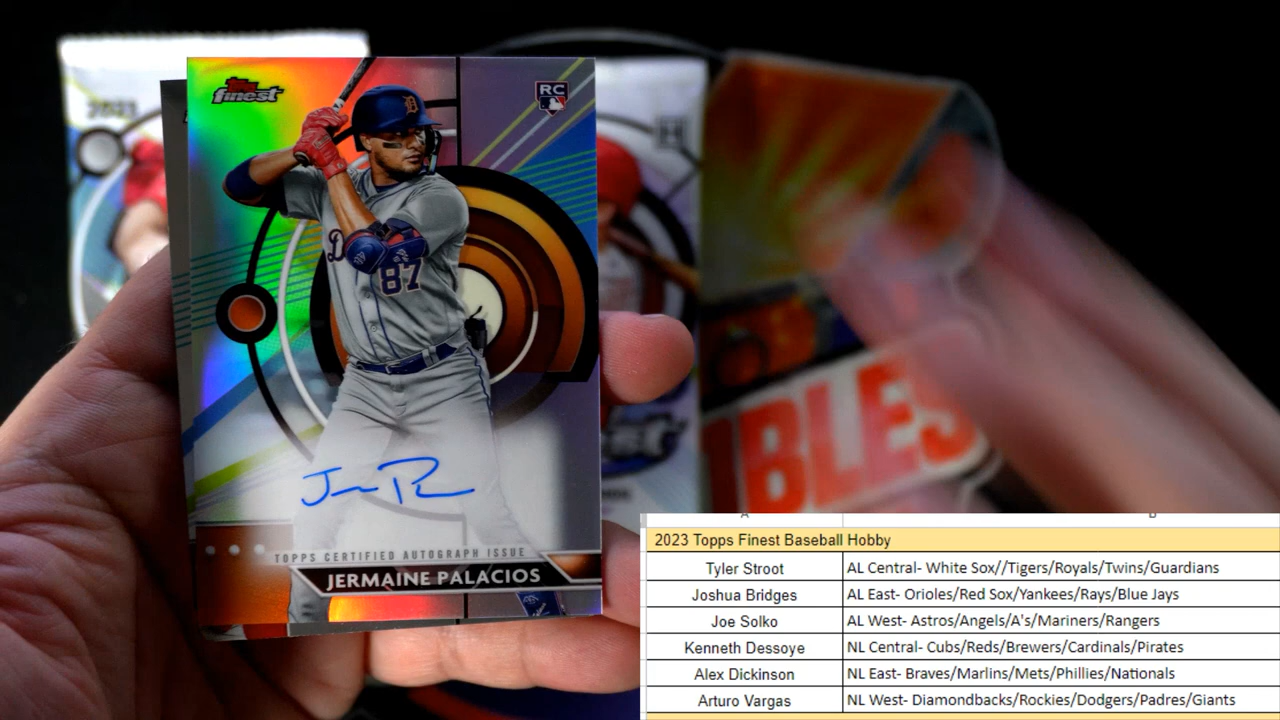 Topps
finest
RC
D
D
87
J P
TOPPS CERTIFIED AUTOGRAPH ISSUE
JERMAINE PALACIOS
BLES
2023 Topps Finest Baseball Hobby
Tyler Stroot AL Central- White Sox//Tigers/Royals/Twins/Guardians
Joshua Bridges AL East- Orioles/Red Sox/Yankees/Rays/Blue Jays
Joe Solko AL West- Astros/Angels/A's/Mariners/Rangers
Kenneth Dessoye NL Central- Cubs/Reds/Brewers/Cardinals/Pirates
Alex Dickinson NL East- Braves/Marlins/Mets/Phillies/Nationals
Arturo Vargas NL West- Diamondbacks/Rockies/Dodgers/Padres/Giants